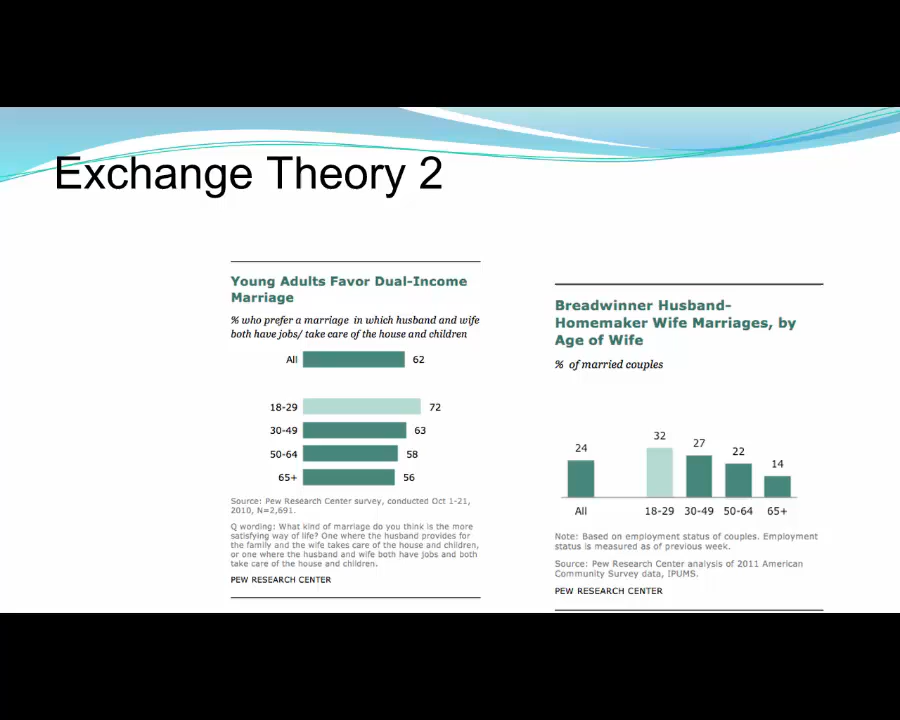 Exchange Theory 2
Young Adults Favor Dual-Income
Marriage
% who prefer a marriage in which husband and wife
both have jobs/ take care of the house and children
All 62
18-29 72
30-49 63
50-64 58
65+ 56
Source: Pew Research Center survey, conducted Oct 1-21,
2010, N=2,691.
Q wording: What kind of marriage do you think is the more
satisfying way of life? One where the husband provides for
the family and the wife takes care of the house and children,
or one where the husband and wife both have jobs and both
take care of the house and children.
PEW RESEARCH CENTER
Breadwinner Husband-
Homemaker Wife Marriages, by
Age of Wife
% of married couples
24 32 27 22 14
All 18-29 30-49 50-64 65+
Note: Based on employment status of couples. Employment
status is measured as of previous week.
Source: Pew Research Center analysis of 2011 American
Community Survey data, IPUMS.
PEW RESEARCH CENTER